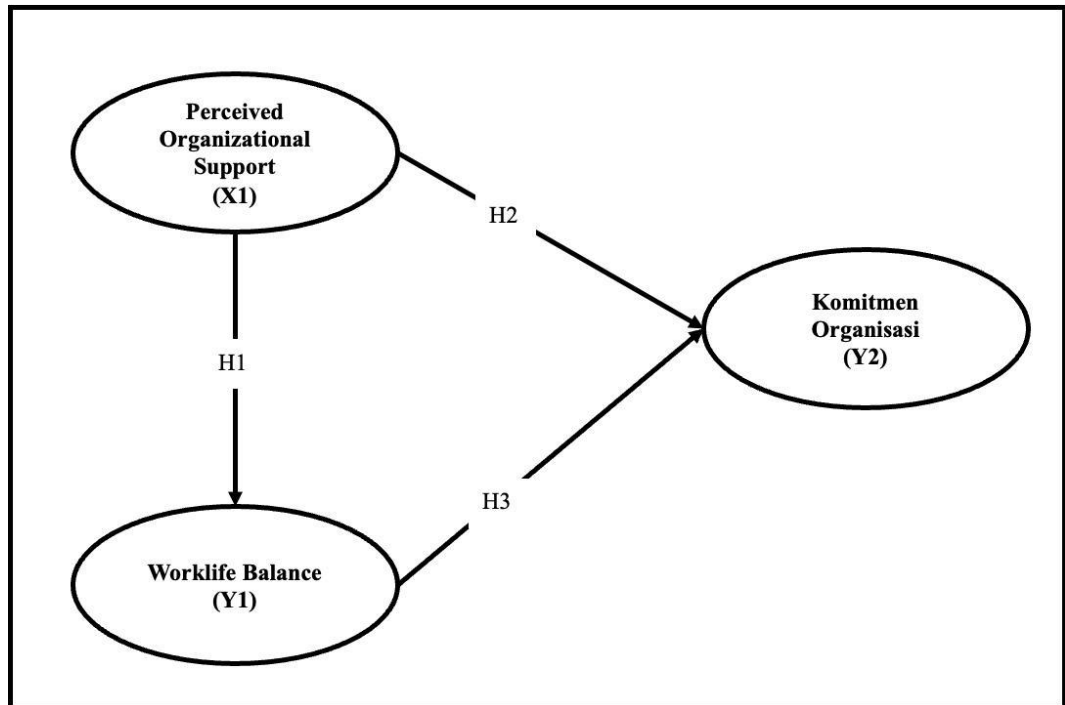 Perceived
Organizational
Support
(X1)
H2
Komitmen
Organisasi
(Y2)
H1
H3
Worklife Balance
(Y1)